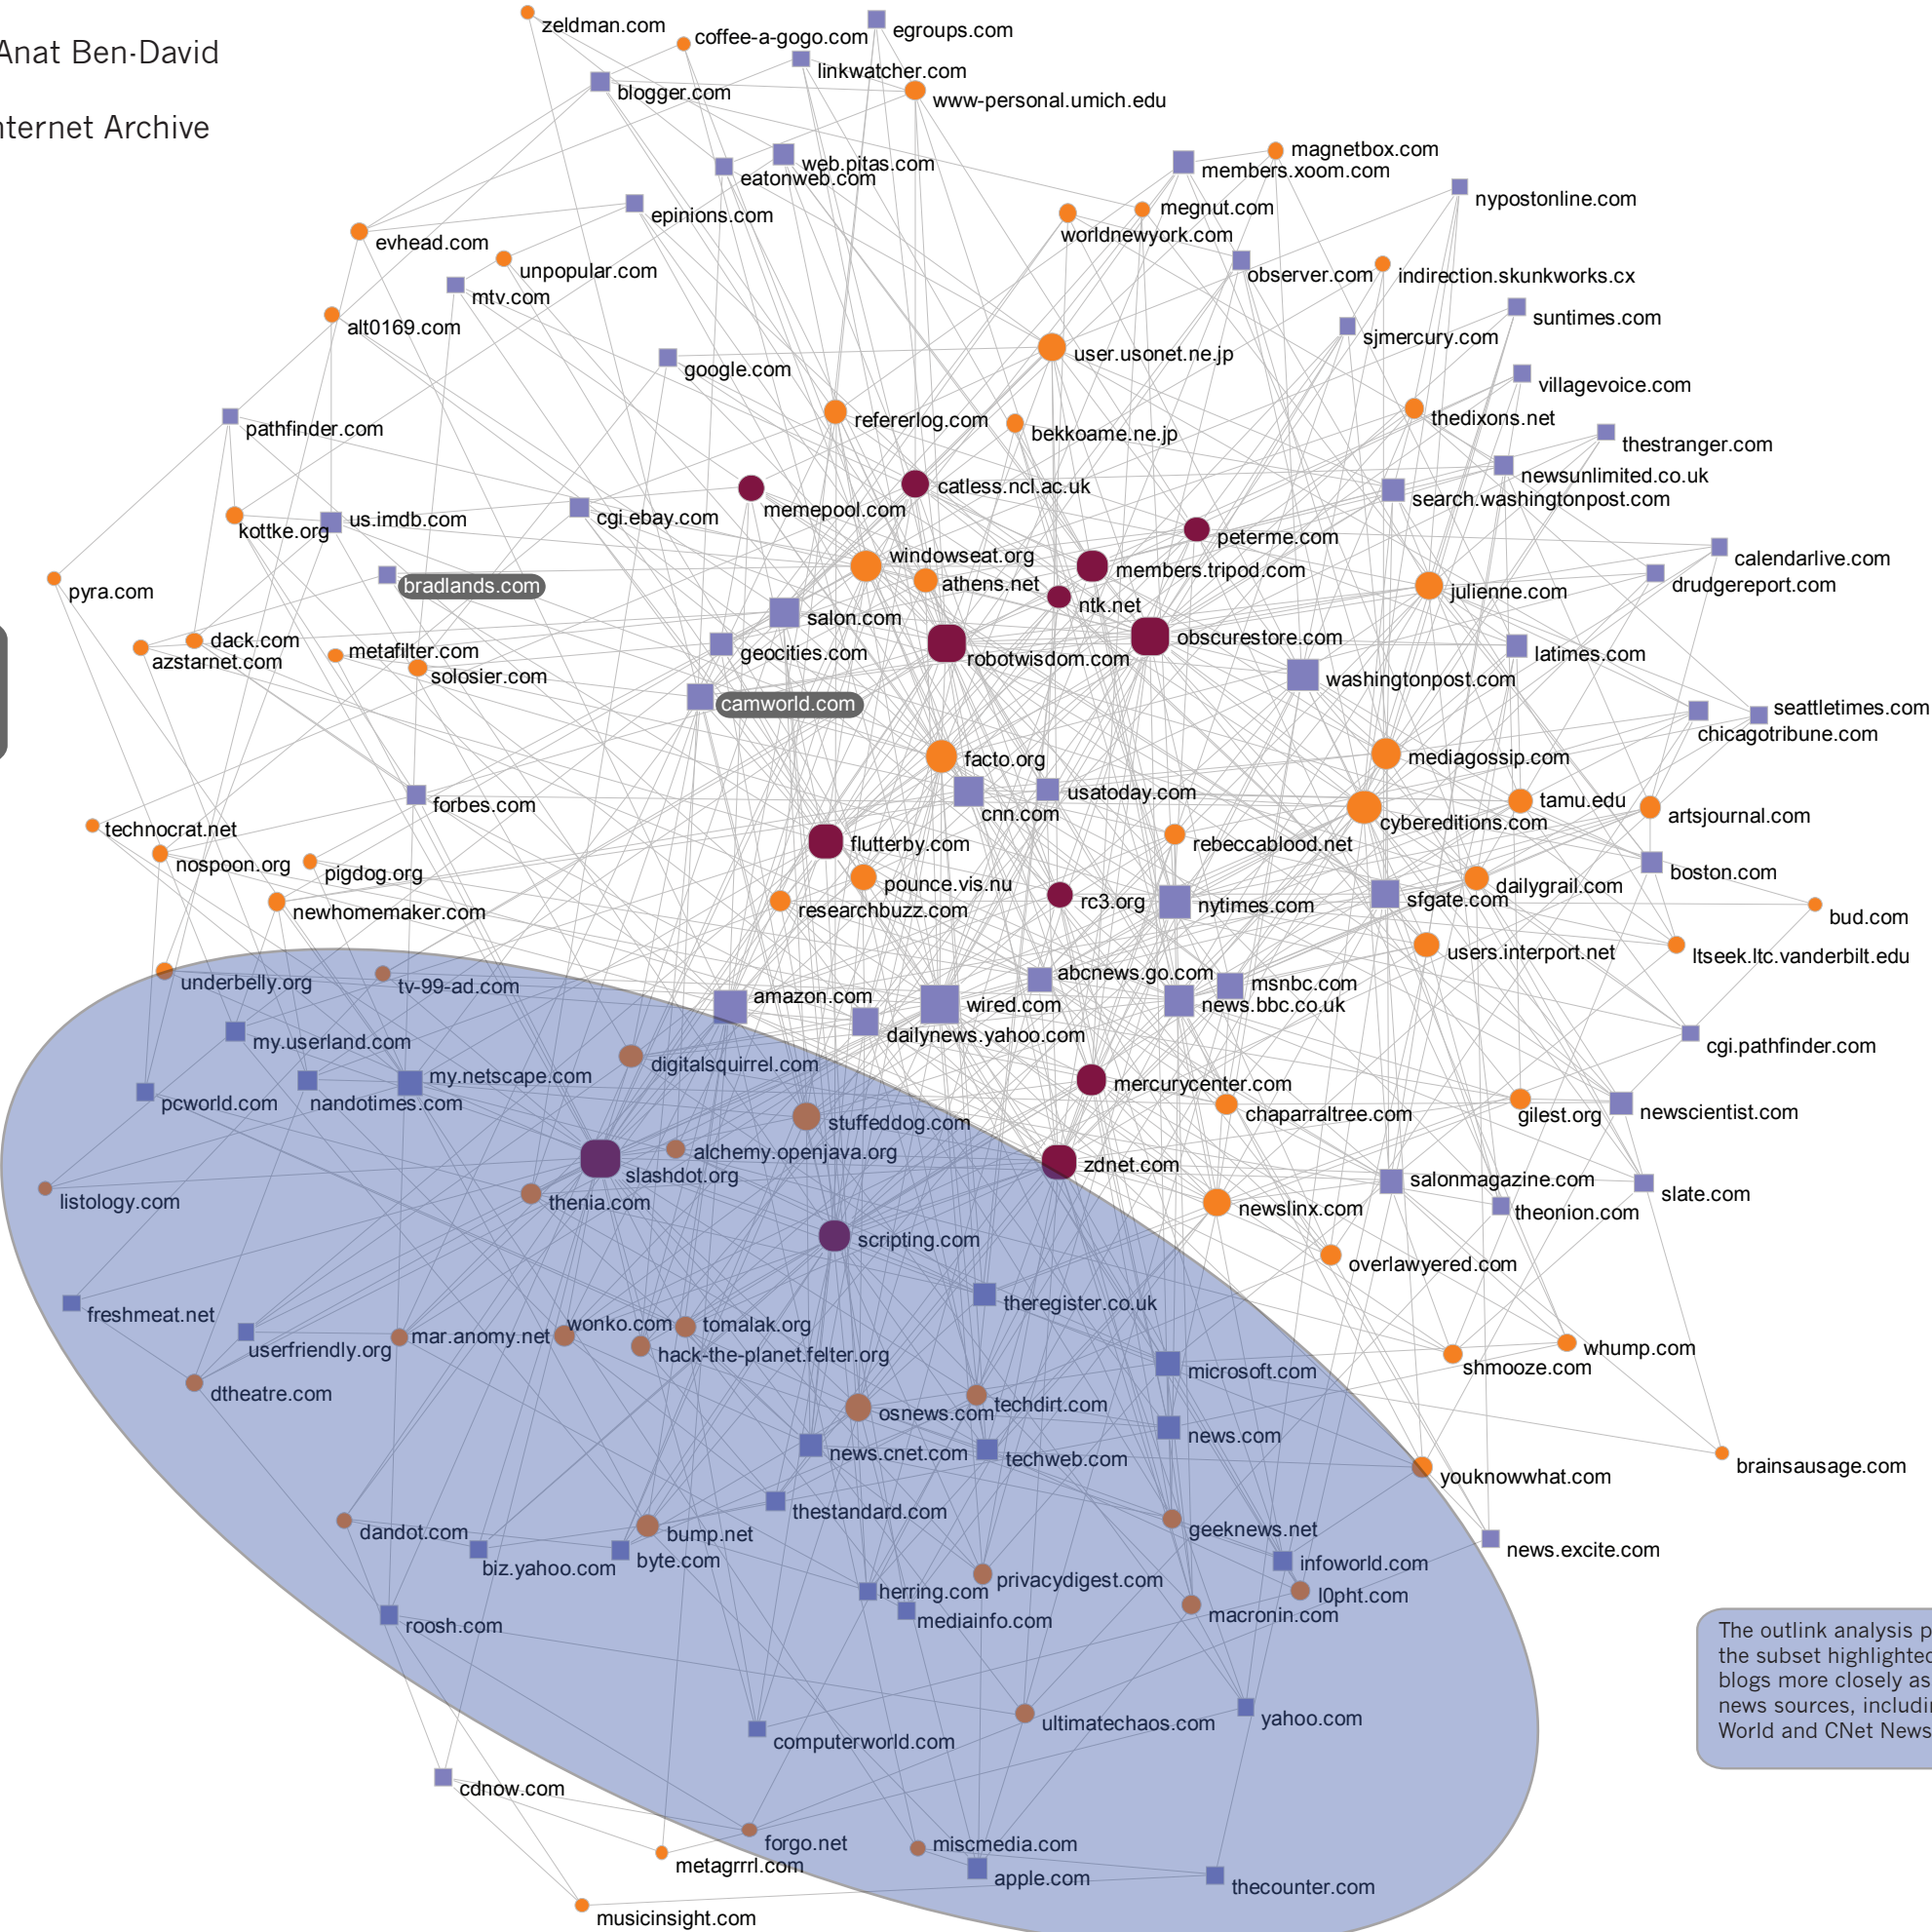 Anat Ben-David
Internet Archive
zeldman.com
coffee-a-gogo.com
egroups.com
linkwatcher.com
blogger.com
www-personal.umich.edu
magnetbox.com
web.pitas.com
members.xoom.com
eatonweb.com
nypostonline.com
epinions.com
megnut.com
worldnewyork.com
evhead.com
unpopular.com
observer.com
indirection.skunkworks.cx
mtv.com
suntimes.com
alt0169.com
sjmercury.com
user.usonet.ne.jp
google.com
villagevoice.com
refererlog.com
thedixons.net
pathfinder.com
bekkoame.ne.jp
thestranger.com
newsunlimited.co.uk
catless.ncl.ac.uk
search.washingtonpost.com
memepool.com
cgi.ebay.com
us.imdb.com
kottke.org
peterme.com
windowseat.org
calendarlive.com
members.tripod.com
athens.net
drudgereport.com
bradlands.com
pyra.com
julienne.com
ntk.net
salon.com
obscurestore.com
dack.com
metafilter.com
geocities.com
robotwisdom.com
latimes.com
azstarnet.com
solosier.com
washingtonpost.com
camworld.com
seattletimes.com
chicagotribune.com
facto.org
mediagossip.com
usatoday.com
forbes.com
tamu.edu
cnn.com
artsjournal.com
cybereditions.com
technocrat.net
flutterby.com
rebeccablood.net
nospoon.org
pigdog.org
boston.com
pounce.vis.nu
dailygrail.com
rc3.org
nytimes.com
sfgate.com
researchbuzz.com
newhomemaker.com
bud.com
users.interport.net
ltseek.ltc.vanderbilt.edu
abcnews.go.com
underbelly.org
tv-99-ad.com
msnbc.com
amazon.com
wired.com
news.bbc.co.uk
dailynews.yahoo.com
my.userland.com
cgi.pathfinder.com
digitalsquirrel.com
my.netscape.com
mercurycenter.com
pcworld.com
nandotimes.com
chaparraltree.com
gilest.org
newscientist.com
stuffeddog.com
alchemy.openjava.org
zdnet.com
slashdot.org
salonmagazine.com
slate.com
listology.com
thenia.com
newslinx.com
theonion.com
scripting.com
overlawyered.com
theregister.co.uk
freshmeat.net
wonko.com
tomalak.org
mar.anomy.net
userfriendly.org
hack-the-planet.felter.org
whump.com
shmooze.com
microsoft.com
dtheatre.com
techdirt.com
osnews.com
news.com
news.cnet.com
techweb.com
brainsausage.com
youknowwhat.com
thestandard.com
geeknews.net
dandot.com
bump.net
news.excite.com
biz.yahoo.com
byte.com
infoworld.com
privacydigest.com
herring.com
l0pht.com
macronin.com
mediainfo.com
roosh.com
The outlink analysis p
the subset highlighted
blogs more closely as
news sources, includin
World and CNet News
ultimatechaos.com
yahoo.com
computerworld.com
cdnow.com
forgo.net
miscmedia.com
metagrrrl.com
apple.com
thecounter.com
musicinsight.com